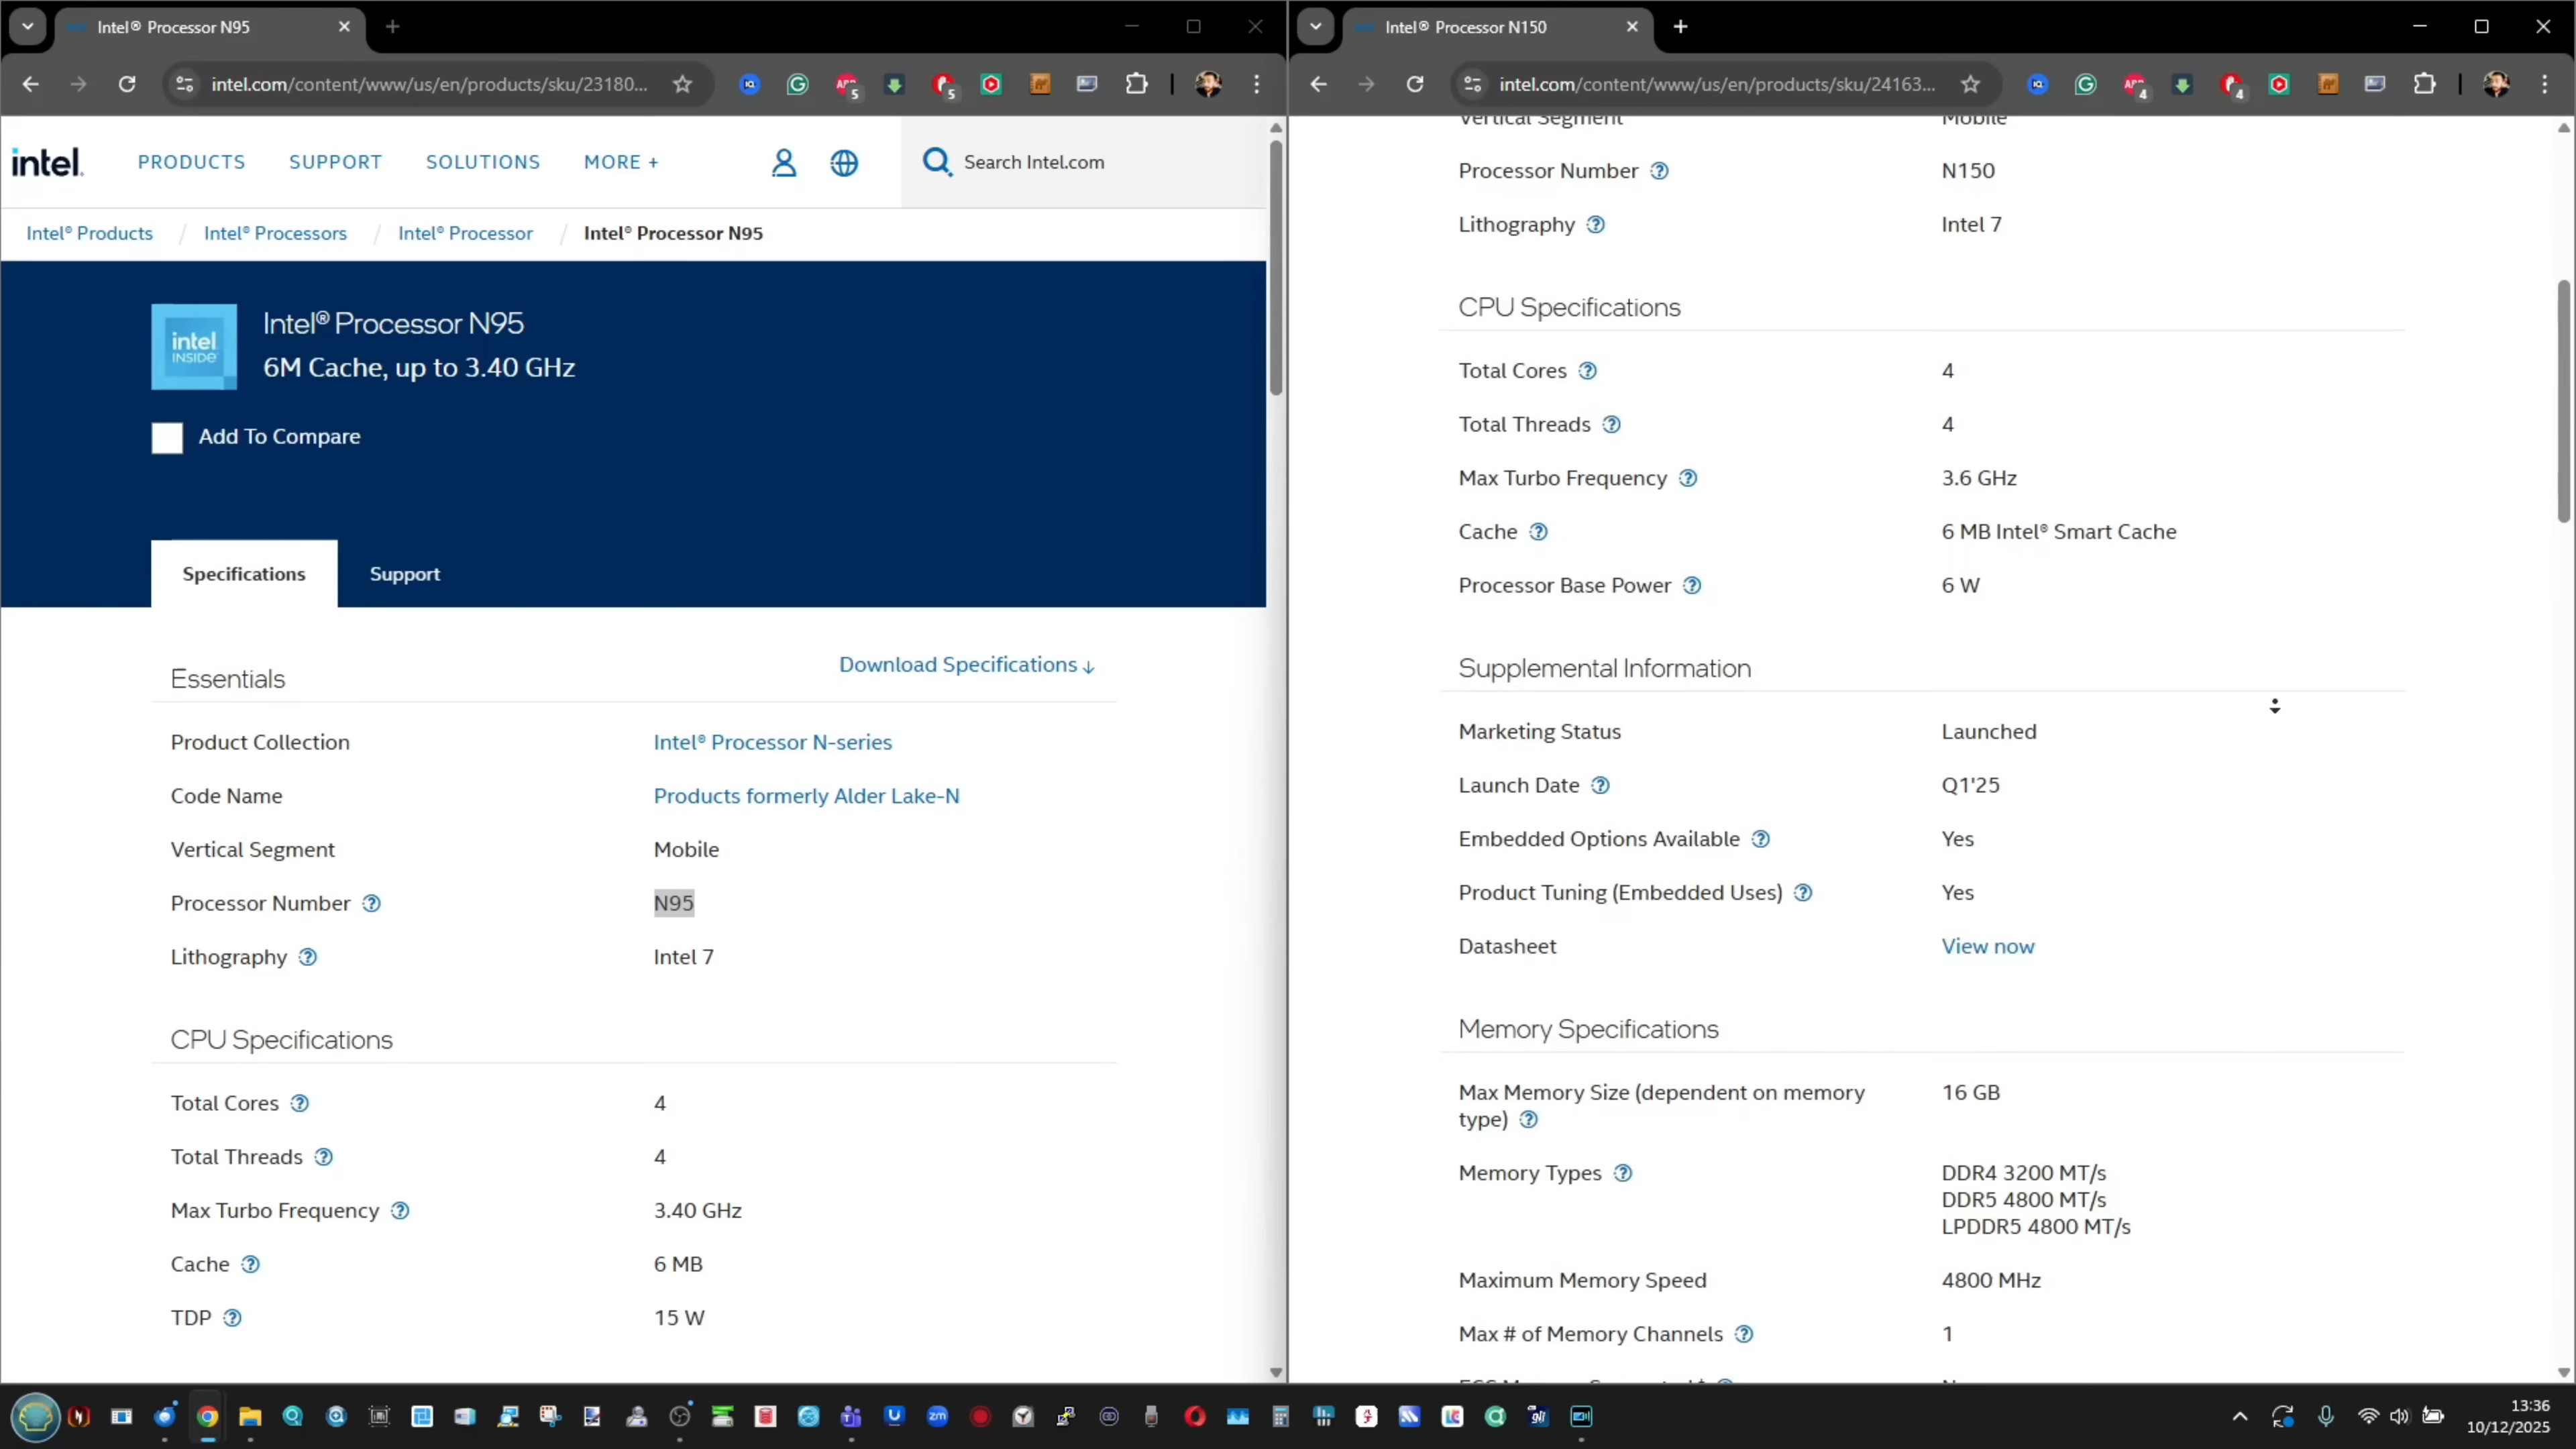 Intel® Processor N95
intel.com/content/www/us/en/products/sku/23180...
5
5
intel.
PRODUCTS
SUPPORT
SOLUTIONS
MORE +
Search Intel.com
Intel® Products / Intel® Processors / Intel® Processor / Intel® Processor N95
intel
INSIDE
Intel® Processor N95
6M Cache, up to 3.40 GHz
Add To Compare
Specifications
Support
Download Specifications ↓
Essentials
Product Collection
Intel® Processor N-series
Code Name
Products formerly Alder Lake-N
Vertical Segment
Mobile
Processor Number ?
N95
Lithography ?
Intel 7
CPU Specifications
Total Cores ?
4
Total Threads ?
4
Max Turbo Frequency ?
3.40 GHz
Cache ?
6 MB
TDP ?
15 W
Intel® Processor N150
intel.com/content/www/us/en/products/sku/24163...
4
4
Vertical Segment
Mobile
Processor Number ?
N150
Lithography ?
Intel 7
CPU Specifications
Total Cores ?
4
Total Threads ?
4
Max Turbo Frequency ?
3.6 GHz
Cache ?
6 MB Intel® Smart Cache
Processor Base Power ?
6 W
Supplemental Information
Marketing Status
Launched
Launch Date ?
Q1'25
Embedded Options Available ?
Yes
Product Tuning (Embedded Uses) ?
Yes
Datasheet
View now
Memory Specifications
Max Memory Size (dependent on memory
type) ?
16 GB
Memory Types ?
DDR4 3200 MT/s
DDR5 4800 MT/s
LPDDR5 4800 MT/s
Maximum Memory Speed
4800 MHz
Max # of Memory Channels ?
1
zm
13:36
10/12/2025